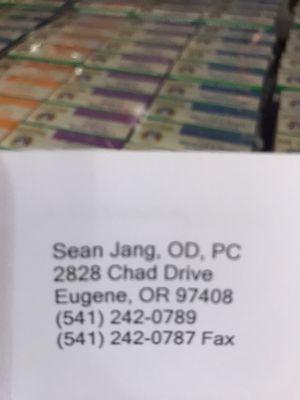 Sean Jang, OD, PC
2828 Chad Drive
Eugene, OR 97408
(541) 242-0789
(541) 242-0787 Fax